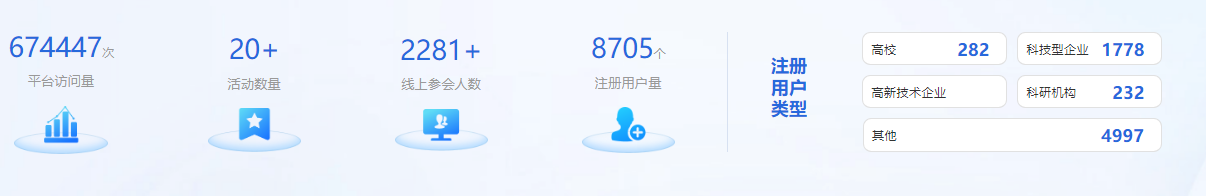 674447次
平台访问量
20+
活动数量
2281+
线上参会人数
8705个
注册用户量
注册
用户
类型
高校 282
科技型企业 1778
高新技术企业
科研机构 232
其他 4997